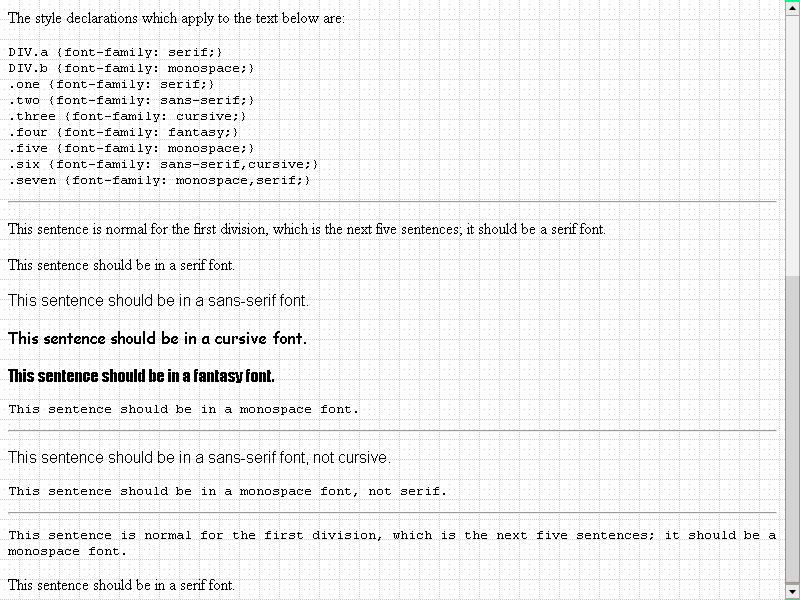 The style declarations which apply to the text below are:
DIV.a {font-family: serif;}
DIV.b {font-family: monospace;}
.one {font-family: serif;}
.two {font-family: sans-serif;}
.three {font-family: cursive;}
.four {font-family: fantasy;}
.five {font-family: monospace;}
.six {font-family: sans-serif,cursive;}
.seven {font-family: monospace,serif;}
This sentence is normal for the first division, which is the next five sentences; it should be a serif font.
This sentence should be in a serif font.
This sentence should be in a sans-serif font.
This sentence should be in a cursive font.
This sentence should be in a fantasy font.
This sentence should be in a monospace font.
This sentence should be in a sans-serif font, not cursive.
This sentence should be in a monospace font, not serif.
This sentence is normal for the first division, which is the next five sentences; it should be a
monospace font.
This sentence should be in a serif font.